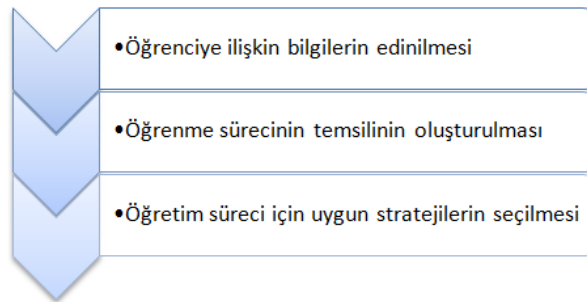 •Öğrenciye ilişkin bilgilerin edinilmesi
•Öğrenme sürecinin temsilinin oluşturulması
•Öğretim süreci için uygun stratejilerin seçilmesi